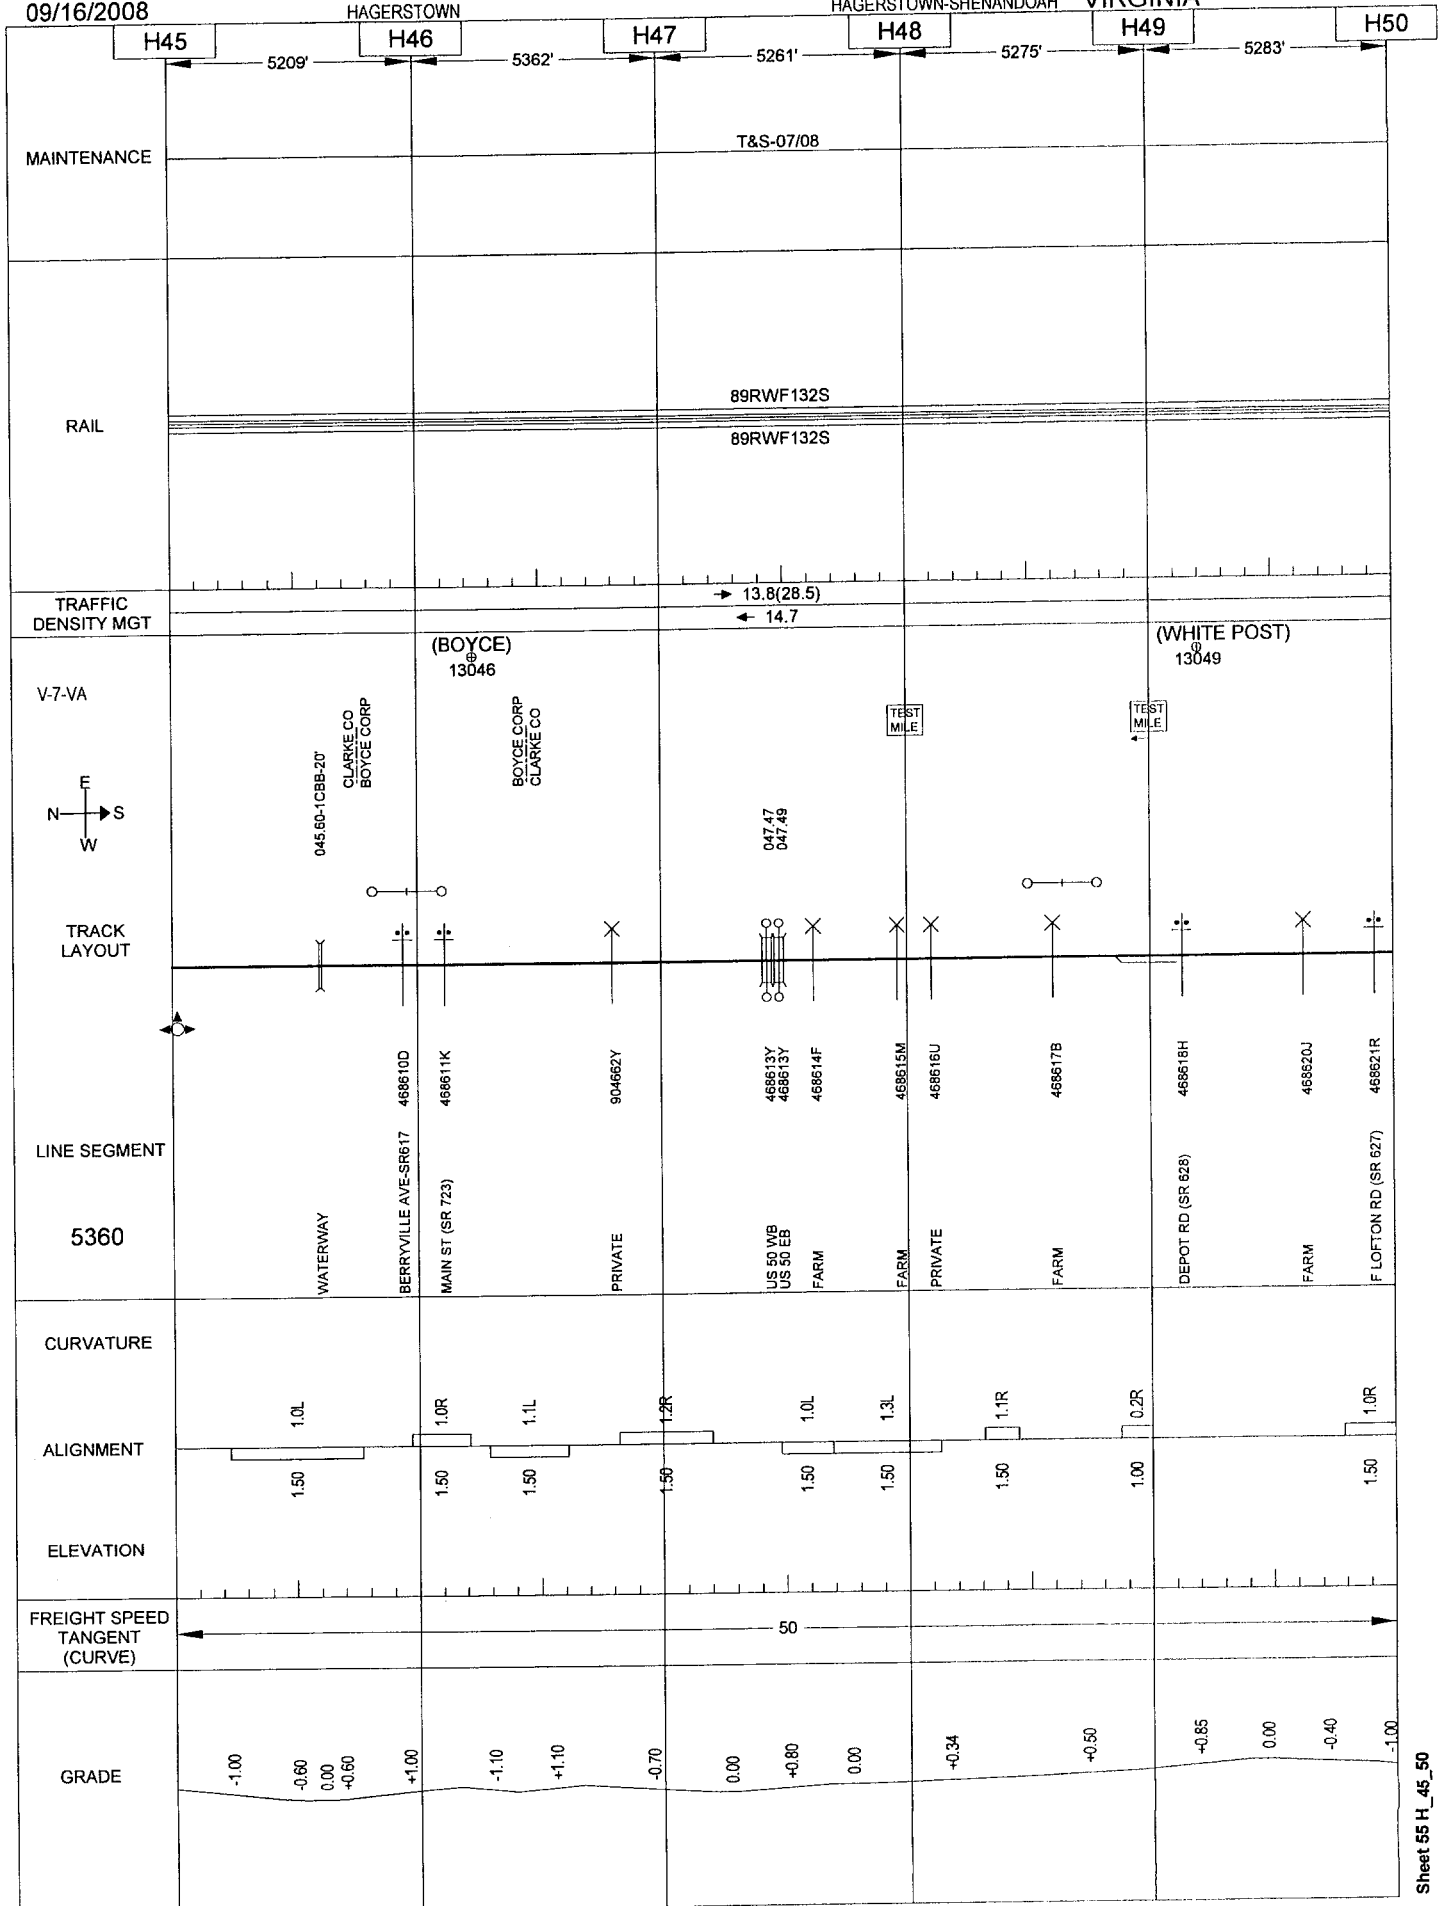 09/16/2008
HAGERSTOWN
HAGERSTOWN-SHENANDOAH VIRGINIA
H45
H46
H47
H48
H49
H50
5209'
5362'
5261'
5275'
5283'
MAINTENANCE
T&S-07/08
RAIL
89RWF132S
89RWF132S
TRAFFIC
DENSITY MGT
13.8(28.5)
14.7
(BOYCE)
13046
(WHITE POST)
13049
V-7-VA
E
N
S
W
045.60-1CBB-20'
CLARKE CO
BOYCE CORP
BOYCE CORP
CLARKE CO
047.47
047.49
TEST
MILE
TEST
MILE
TRACK
LAYOUT
468610D
468611K
904662Y
468613Y
468613Y
468614F
468615M
468616U
468617B
468618H
468620J
468621R
LINE SEGMENT
5360
WATERWAY
BERRYVILLE AVE-SR617
MAIN ST (SR 723)
PRIVATE
US 50 WB
US 50 EB
FARM
FARM
PRIVATE
FARM
DEPOT RD (SR 628)
FARM
F LOFTON RD (SR 627)
CURVATURE
1.0L
1.0R
1.1L
1.2R
1.0L
1.3L
1.1R
0.2R
1.0R
ALIGNMENT
1.50
1.50
1.50
1.50
1.50
1.50
1.50
1.00
1.50
ELEVATION
FREIGHT SPEED
TANGENT
(CURVE)
50
GRADE
-1.00
-0.60
0.00
+0.60
+1.00
-1.10
+1.10
-0.70
0.00
+0.80
0.00
+0.34
+0.50
+0.85
0.00
-0.40
-1.00
Sheet 55 H_45_50